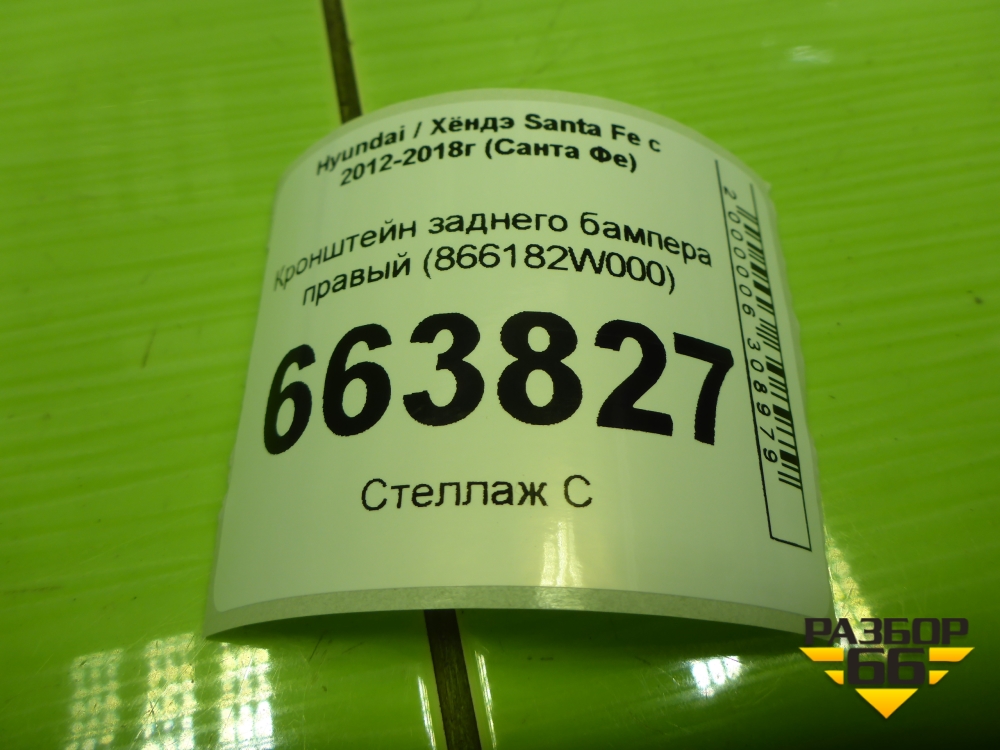 Hyundai / Хёндэ Santa Fe с
2012-2018г (Санта Фе)
Кронштейн заднего бампера
правый (866182W000)
663827
Стеллаж С
2000006308979
РАЗБОР
66